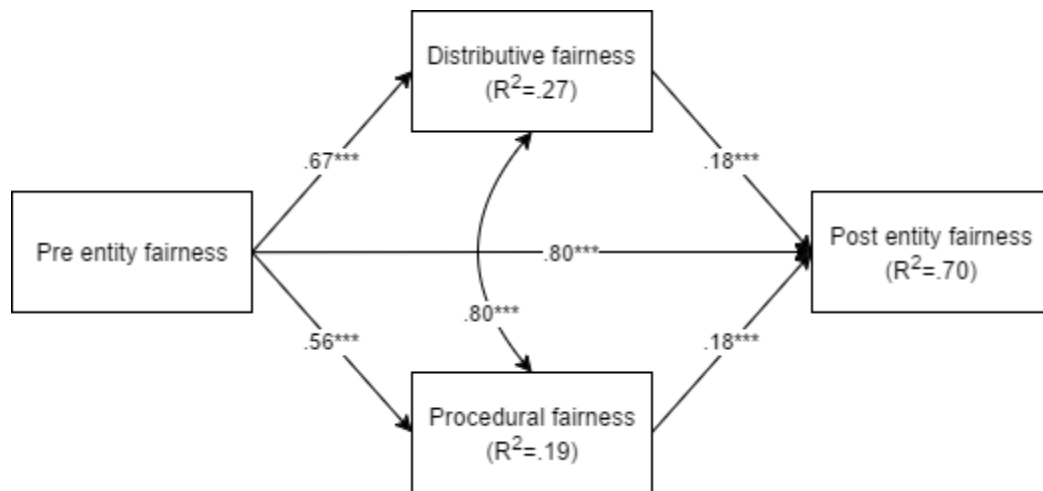 Distributive fairness
(R²=.27)
.67***
.18***
Pre entity fairness
.80***
Post entity fairness
(R²=.70)
.80***
.56***
.18***
Procedural fairness
(R²=.19)